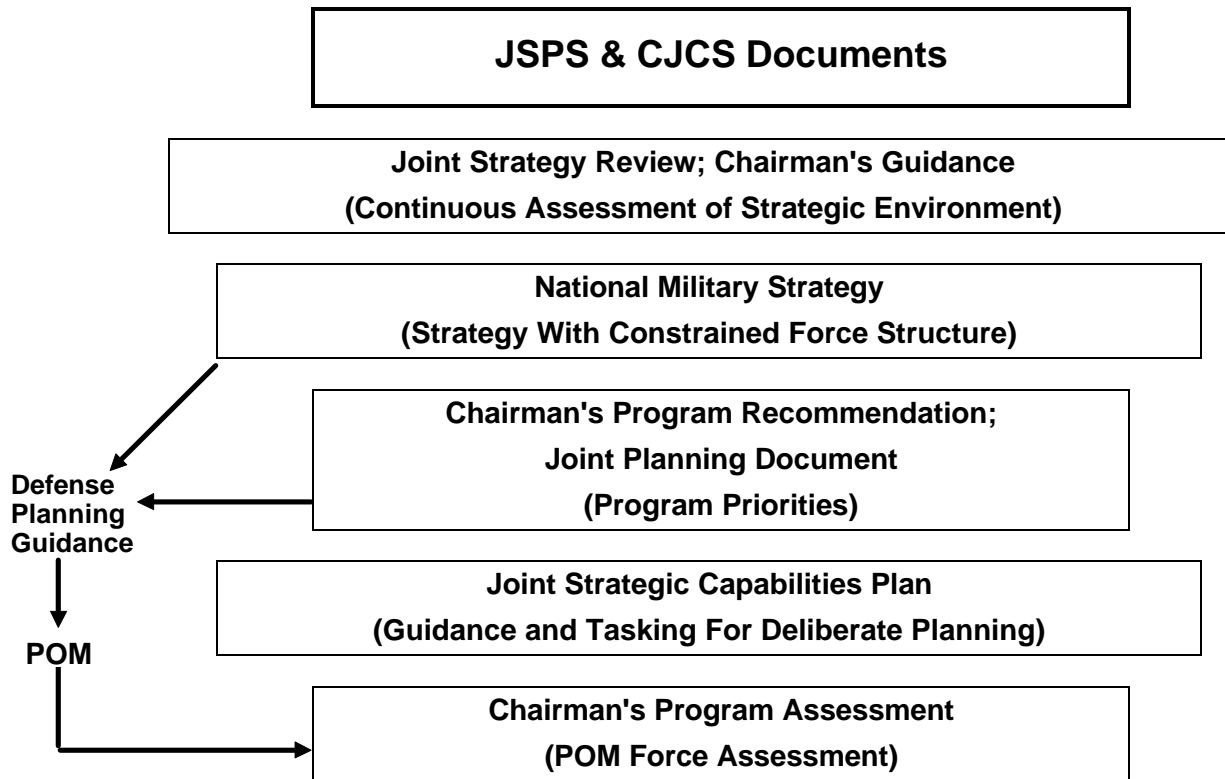 JSPS & CJCS Documents
Joint Strategy Review; Chairman's Guidance
(Continuous Assessment of Strategic Environment)
National Military Strategy
(Strategy With Constrained Force Structure)
Chairman's Program Recommendation;
Joint Planning Document
(Program Priorities)
Defense
Planning
Guidance
Joint Strategic Capabilities Plan
(Guidance and Tasking For Deliberate Planning)
POM
Chairman's Program Assessment
(POM Force Assessment)